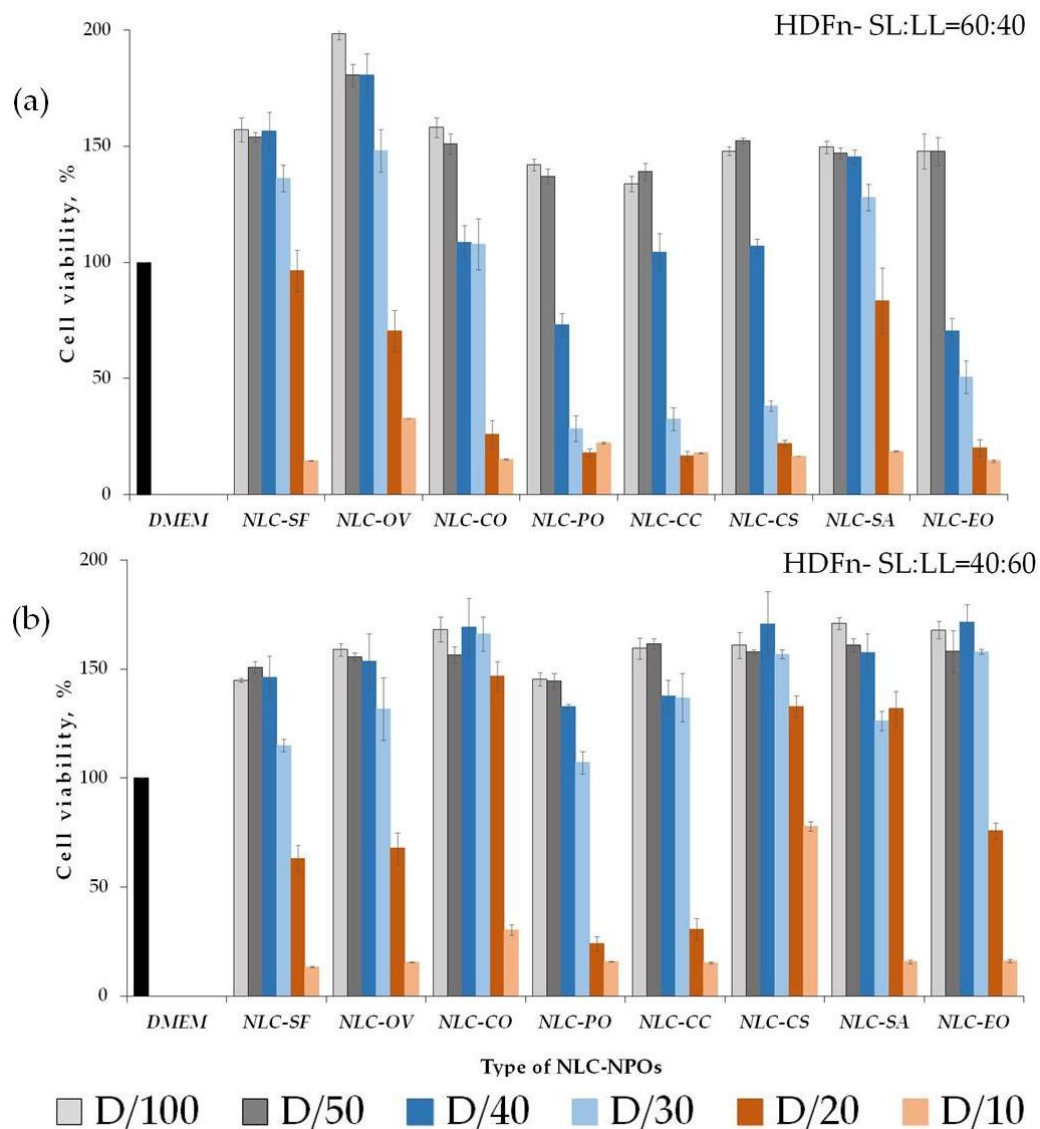 HDFn- SL:LL=60:40
(a)
Cell viability, %
200
150
100
50
0
DMEM NLC-SF NLC-OV NLC-CO NLC-PO NLC-CC NLC-CS NLC-SA NLC-EO
HDFn- SL:LL=40:60
(b)
Cell viability, %
200
150
100
50
0
DMEM NLC-SF NLC-OV NLC-CO NLC-PO NLC-CC NLC-CS NLC-SA NLC-EO
Type of NLC-NPOs
D/100 D/50 D/40 D/30 D/20 D/10